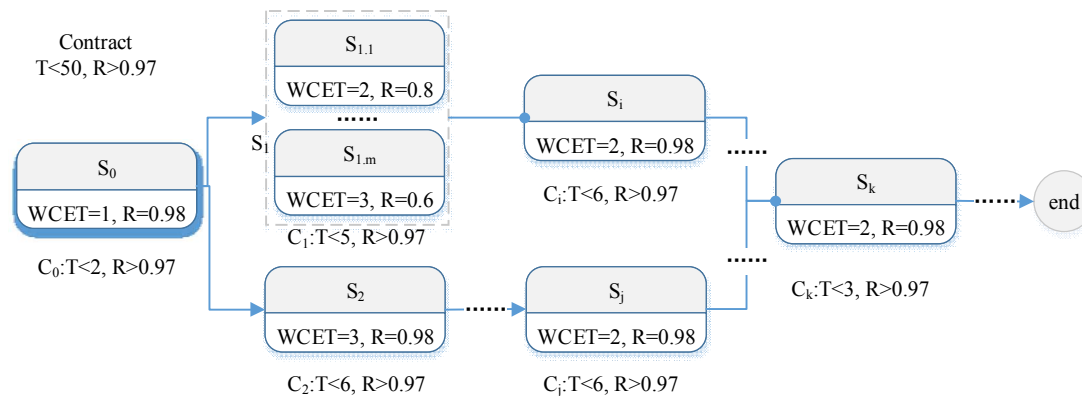 Contract
T<50, R>0.97
S0
WCET=1, R=0.98
C0:T<2, R>0.97
S1
S1.1
WCET=2, R=0.8
......
S1.m
WCET=3, R=0.6
C1:T<5, R>0.97
S2
WCET=3, R=0.98
C2:T<6, R>0.97
......
Si
WCET=2, R=0.98
Ci:T<6, R>0.97
Sj
WCET=2, R=0.98
Cj:T<6, R>0.97
......
......
Sk
WCET=2, R=0.98
Ck:T<3, R>0.97
......
end